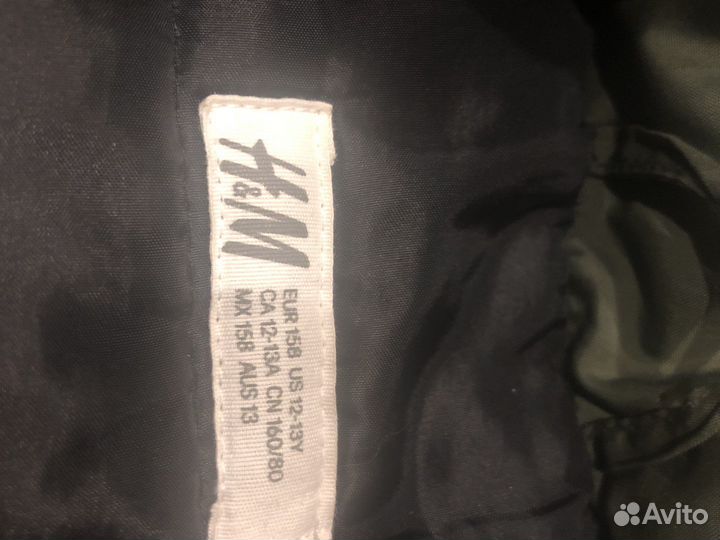 H&M
EUR 158 US 12-13Y
CA 12-13A CN 160/80
MX 158 AUS 13
Avito